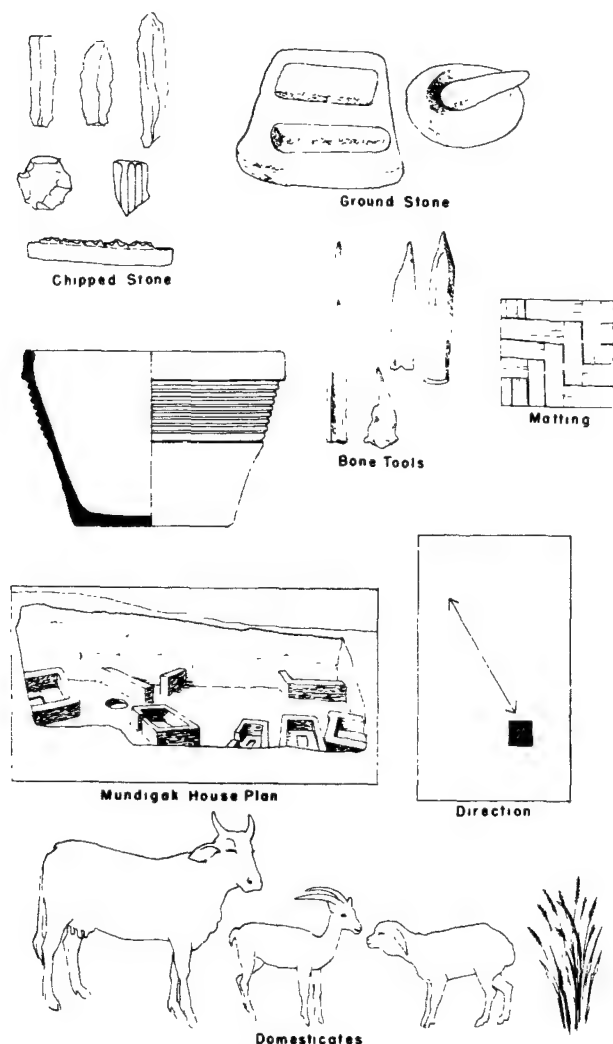 Ground Stone
Chipped Stone
Matting
Bone Tools
Mundigak House Plan
Direction
Domesticates